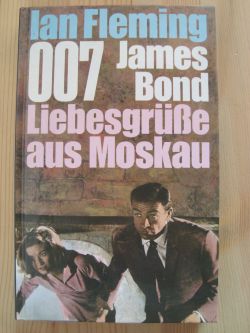 Ian Fleming
007 James
Bond
Liebesgrüße
aus Moskau